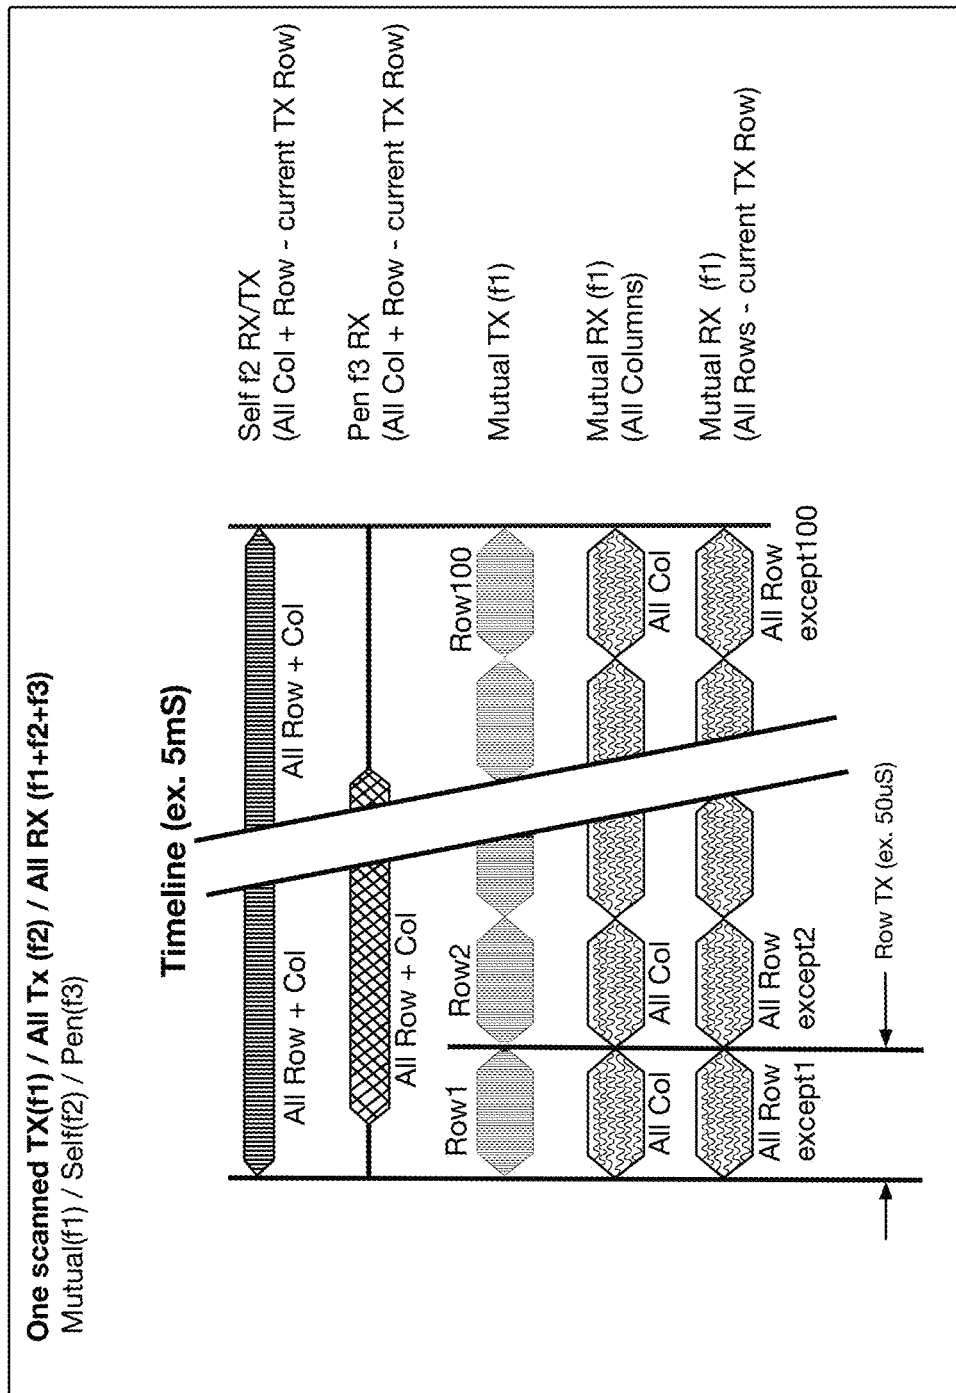 One scanned TX(f1) / All Tx (f2) / All RX (f1+f2+f3)
Mutual(f1) / Self(f2) / Pen(f3)
Timeline (ex. 5mS)
All Row + Col
All Row + Col
Self f2 RX/TX
(All Col + Row - current TX Row)
All Row + Col
Pen f3 RX
(All Col + Row - current TX Row)
Row1
Row2
Row100
Mutual TX (f1)
All Col
All Col
All Col
Mutual RX (f1)
(All Columns)
All Row
except1
All Row
except2
All Row
except100
Mutual RX (f1)
(All Rows - current TX Row)
Row TX (ex. 50uS)